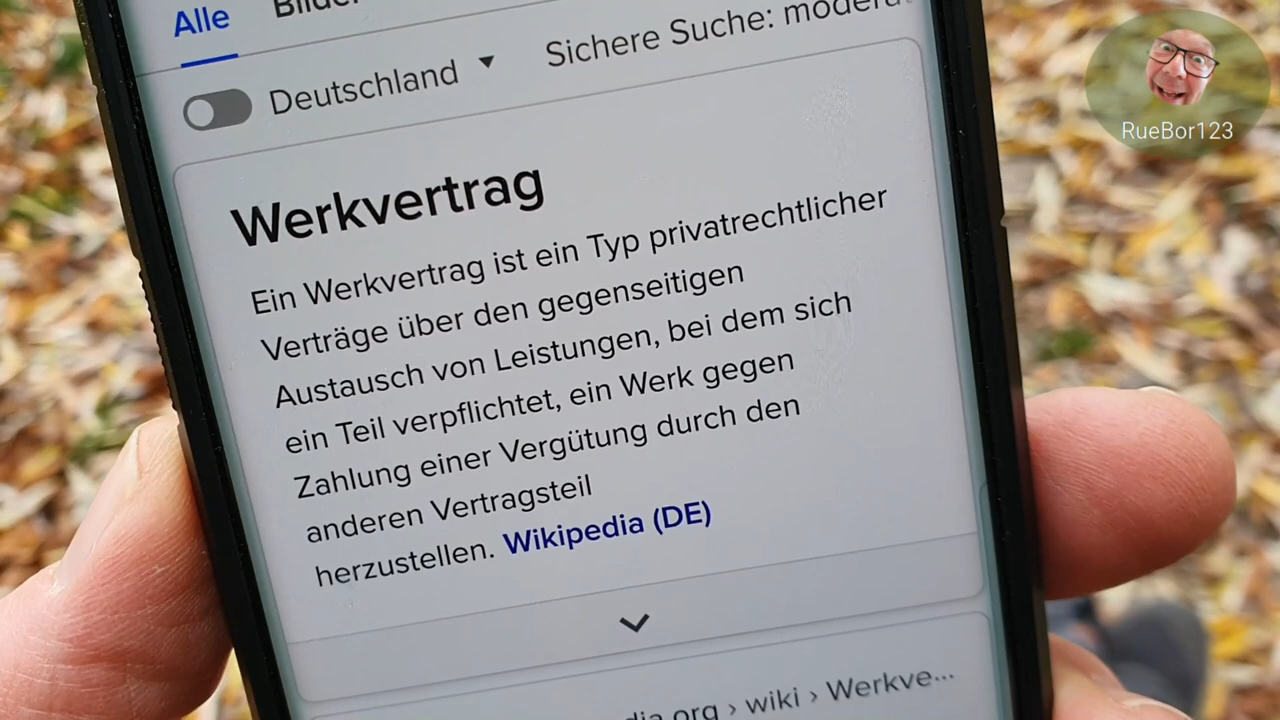 Alle
Deutschland
Sichere Suche:
RueBor123
Werkvertrag
Ein Werkvertrag ist ein Typ privatrechtlicher
Verträge über den gegenseitigen
Austausch von Leistungen, bei dem sich
ein Teil verpflichtet, ein Werk gegen
Zahlung einer Vergütung durch den
anderen Vertragsteil
herzustellen. Wikipedia (DE)
org › wiki › Werkve...